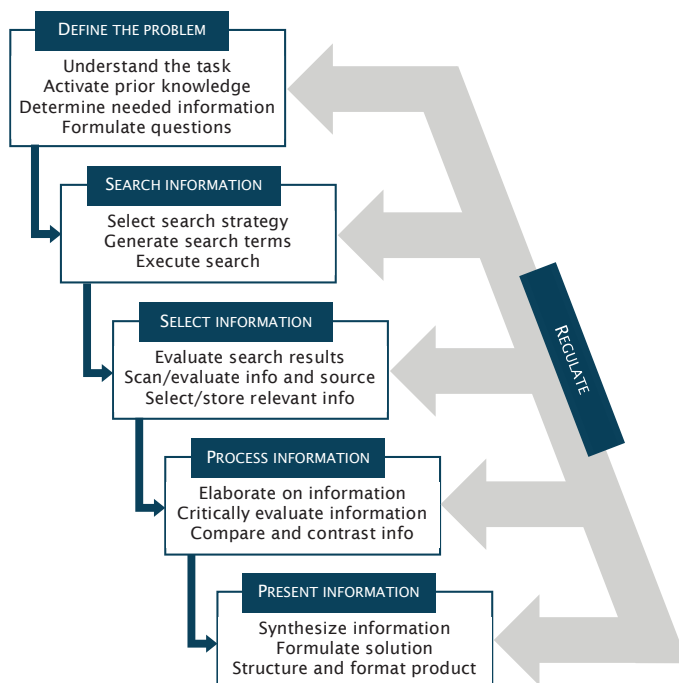 DEFINE THE PROBLEM
Understand the task
Activate prior knowledge
Determine needed information
Formulate questions
SEARCH INFORMATION
Select search strategy
Generate search terms
Execute search
SELECT INFORMATION
Evaluate search results
Scan/evaluate info and source
Select/store relevant info
REGULATE
PROCESS INFORMATION
Elaborate on information
Critically evaluate information
Compare and contrast info
PRESENT INFORMATION
Synthesize information
Formulate solution
Structure and format product